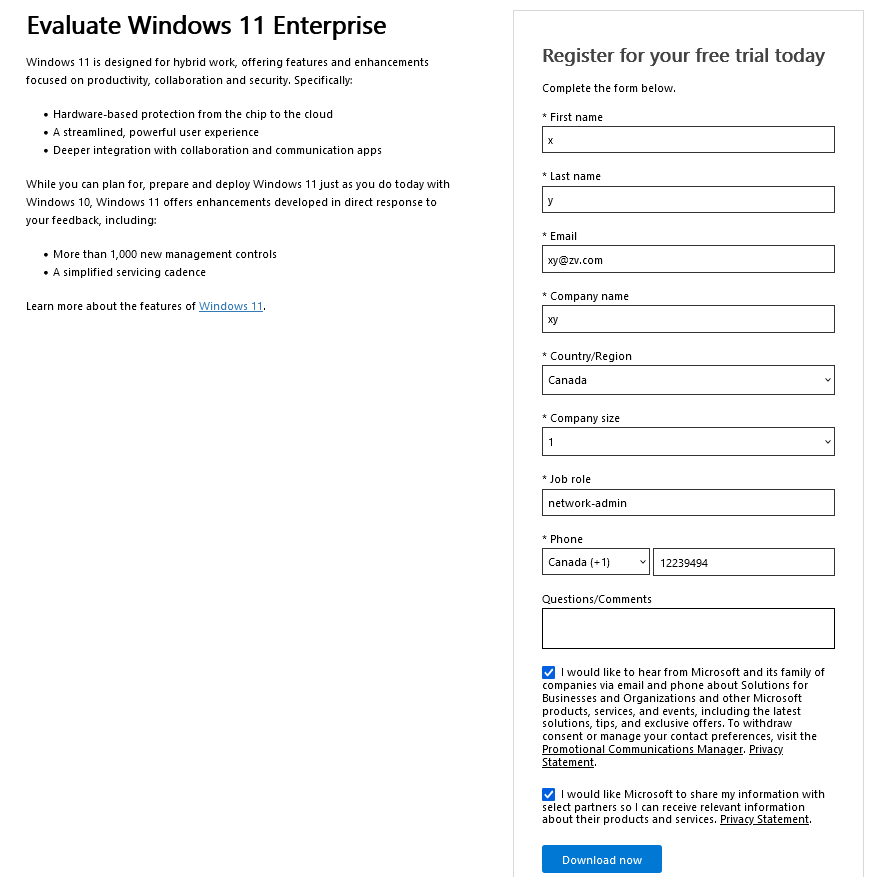 Evaluate Windows 11 Enterprise
Windows 11 is designed for hybrid work, offering features and enhancements
focused on productivity, collaboration and security. Specifically:
• Hardware-based protection from the chip to the cloud
• A streamlined, powerful user experience
• Deeper integration with collaboration and communication apps
While you can plan for, prepare and deploy Windows 11 just as you do today with
Windows 10, Windows 11 offers enhancements developed in direct response to
your feedback, including:
• More than 1,000 new management controls
• A simplified servicing cadence
Learn more about the features of Windows 11.
Register for your free trial today
Complete the form below.
* First name
x
* Last name
y
* Email
xy@zv.com
* Company name
xy
* Country/Region
Canada
* Company size
1
* Job role
network-admin
* Phone
Canada (+1) 12239494
Questions/Comments
I would like to hear from Microsoft and its family of
companies via email and phone about Solutions for
Businesses and Organizations and other Microsoft
products, services, and events, including the latest
solutions, tips, and exclusive offers. To withdraw
consent or manage your contact preferences, visit the
Promotional Communications Manager. Privacy
Statement.
I would like Microsoft to share my information with
select partners so I can receive relevant information
about their products and services. Privacy Statement.
Download now